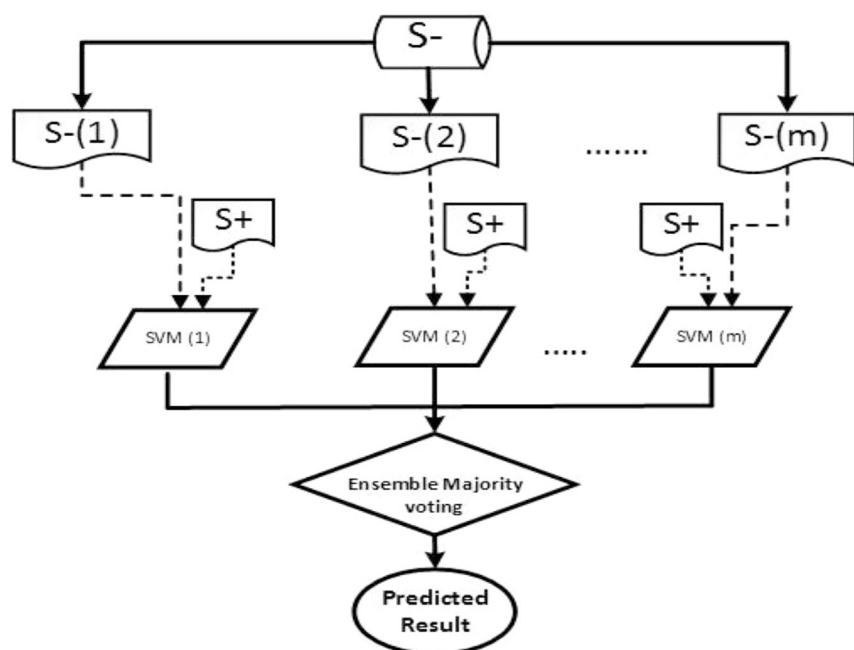 S-
S-(1)
S-(2)
.......
S-(m)
S+
S+
S+
SVM (1)
SVM (2)
.....
SVM (m)
Ensemble Majority
voting
Predicted
Result